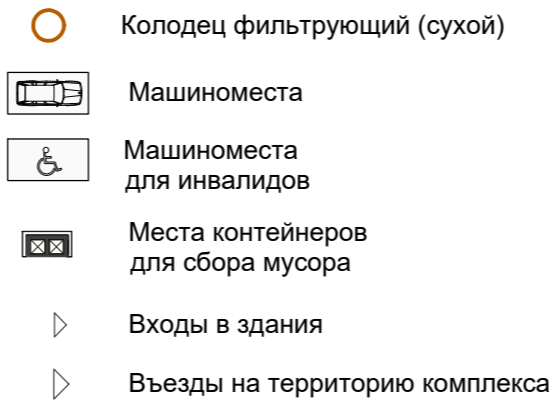 Колодец фильтрующий (сухой)
Машиноместа
Машиноместа
для инвалидов
Места контейнеров
для сбора мусора
Входы в здания
Въезды на территорию комплекса